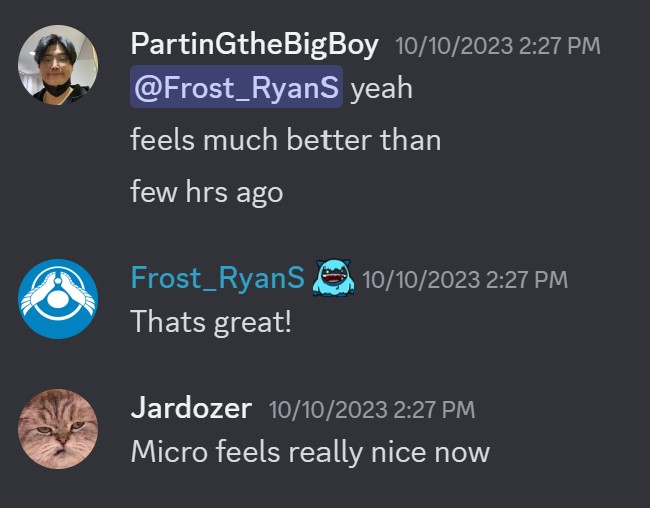 PartinGtheBigBoy 10/10/2023 2:27 PM
@Frost_RyanS yeah
feels much better than
few hrs ago
Frost_RyanS 10/10/2023 2:27 PM
Thats great!
Jardozer 10/10/2023 2:27 PM
Micro feels really nice now